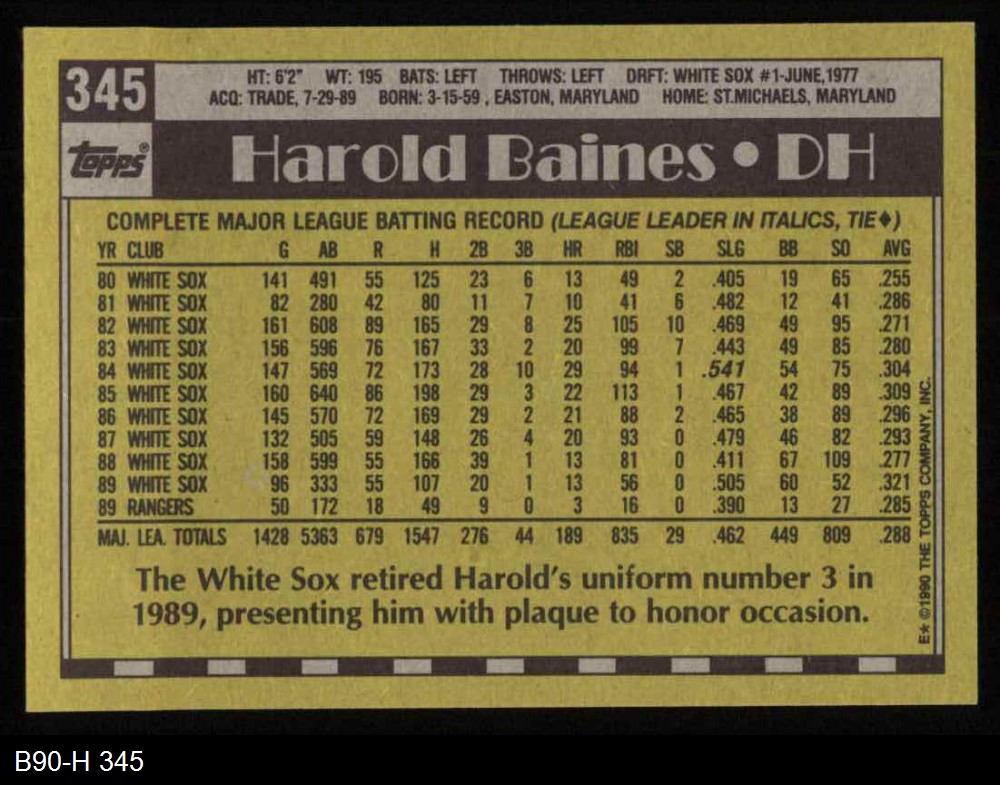 345
HT: 6'2" WT: 195 BATS: LEFT THROWS: LEFT DRFT: WHITE SOX #1-JUNE,1977
ACQ: TRADE, 7-29-89 BORN: 3-15-59 , EASTON, MARYLAND HOME: ST.MICHAELS, MARYLAND
Topps® Harold Baines • DH
COMPLETE MAJOR LEAGUE BATTING RECORD (LEAGUE LEADER IN ITALICS, TIE♦)
YR CLUB G AB R H 2B 3B HR RBI SB SLG BB SO AVG
80 WHITE SOX 141 491 55 125 23 6 13 49 2 .405 19 65 .255
81 WHITE SOX 82 280 42 80 11 7 10 41 6 .482 12 41 .286
82 WHITE SOX 161 608 89 165 29 8 25 105 10 .469 49 95 .271
83 WHITE SOX 156 596 76 167 33 2 20 99 7 .443 49 85 .280
84 WHITE SOX 147 569 72 173 28 10 29 94 1 .541 54 75 .304
85 WHITE SOX 160 640 86 198 29 3 22 113 1 .467 42 89 .309
86 WHITE SOX 145 570 72 169 29 2 21 88 2 .465 38 89 .296
87 WHITE SOX 132 505 59 148 26 4 20 93 0 .479 46 82 .293
88 WHITE SOX 158 599 55 166 39 1 13 81 0 .411 67 109 .277
89 WHITE SOX 96 333 55 107 20 1 13 56 0 .505 60 52 .321
89 RANGERS 50 172 18 49 9 0 3 16 0 .390 13 27 .285
MAJ. LEA. TOTALS 1428 5363 679 1547 276 44 189 835 29 .462 449 809 .288
The White Sox retired Harold's uniform number 3 in
1989, presenting him with plaque to honor occasion.
E★ ©1990 THE TOPPS COMPANY, INC.
B90-H 345